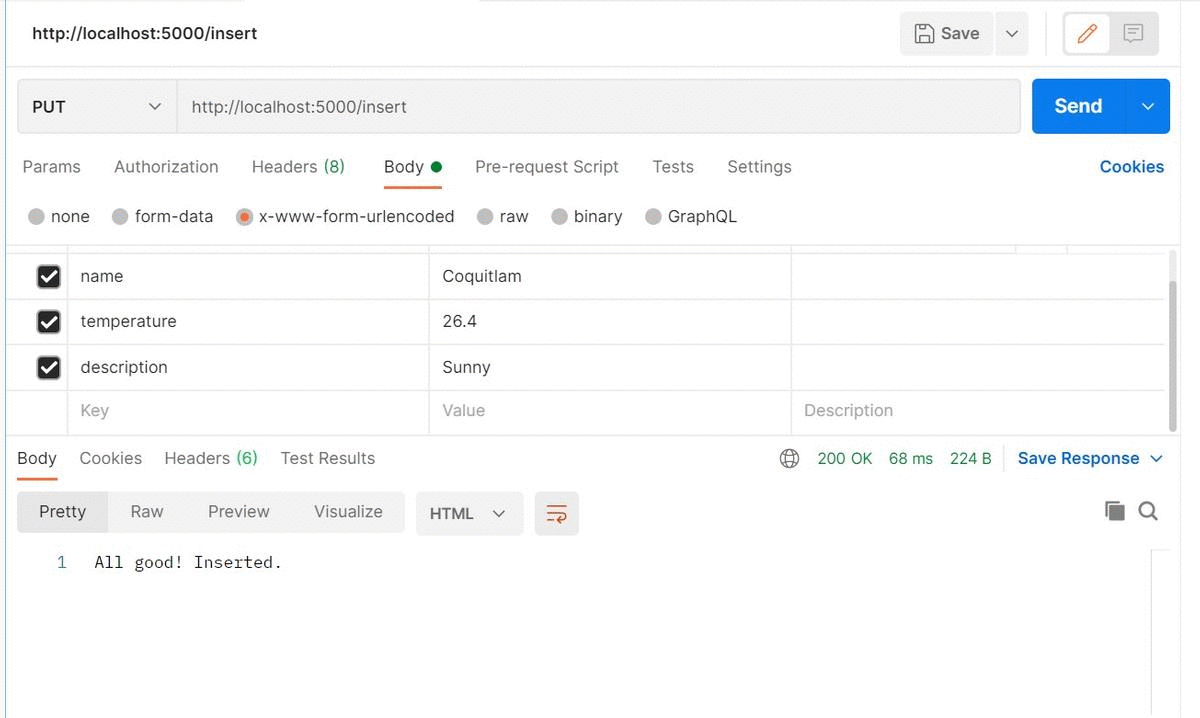 http://localhost:5000/insert Save
PUT http://localhost:5000/insert Send
Params Authorization Headers (8) Body Pre-request Script Tests Settings Cookies
none form-data x-www-form-urlencoded raw binary GraphQL
name Coquitlam
temperature 26.4
description Sunny
Key Value Description
Body Cookies Headers (6) Test Results 200 OK 68 ms 224 B Save Response
Pretty Raw Preview Visualize HTML
1 All good! Inserted.